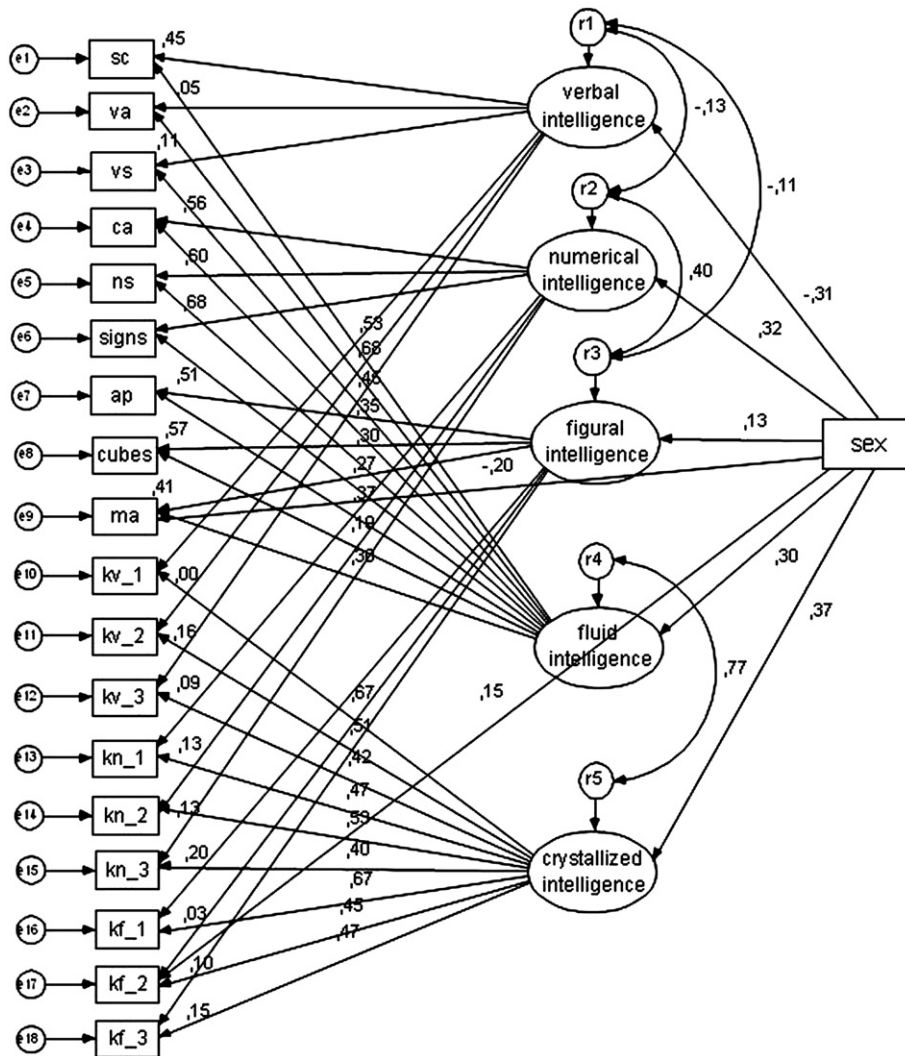 r1
e1
sc
,45
verbal
intelligence
-,13
e2
va
,05
e3
vs
,11
-,11
r2
e4
ca
,56
numerical
intelligence
,40
e5
ns
,60
-,31
e6
signs
,68
,53
,32
r3
,68
e7
ap
,51
,46
,35
figural
intelligence
,13
sex
e8
cubes
,57
,30
-,20
,27
e9
ma
,41
,37
,19
,38
r4
,30
e10
kv_1
,00
,37
fluid
intelligence
e11
kv_2
,16
,77
e12
kv_3
,09
,67
,15
,51
e13
kn_1
,13
,42
r5
,47
e14
kn_2
,13
,53
e15
kn_3
,20
,40
crystallized
intelligence
,67
e16
kf_1
,03
,45
,47
e17
kf_2
,10
e18
kf_3
,15